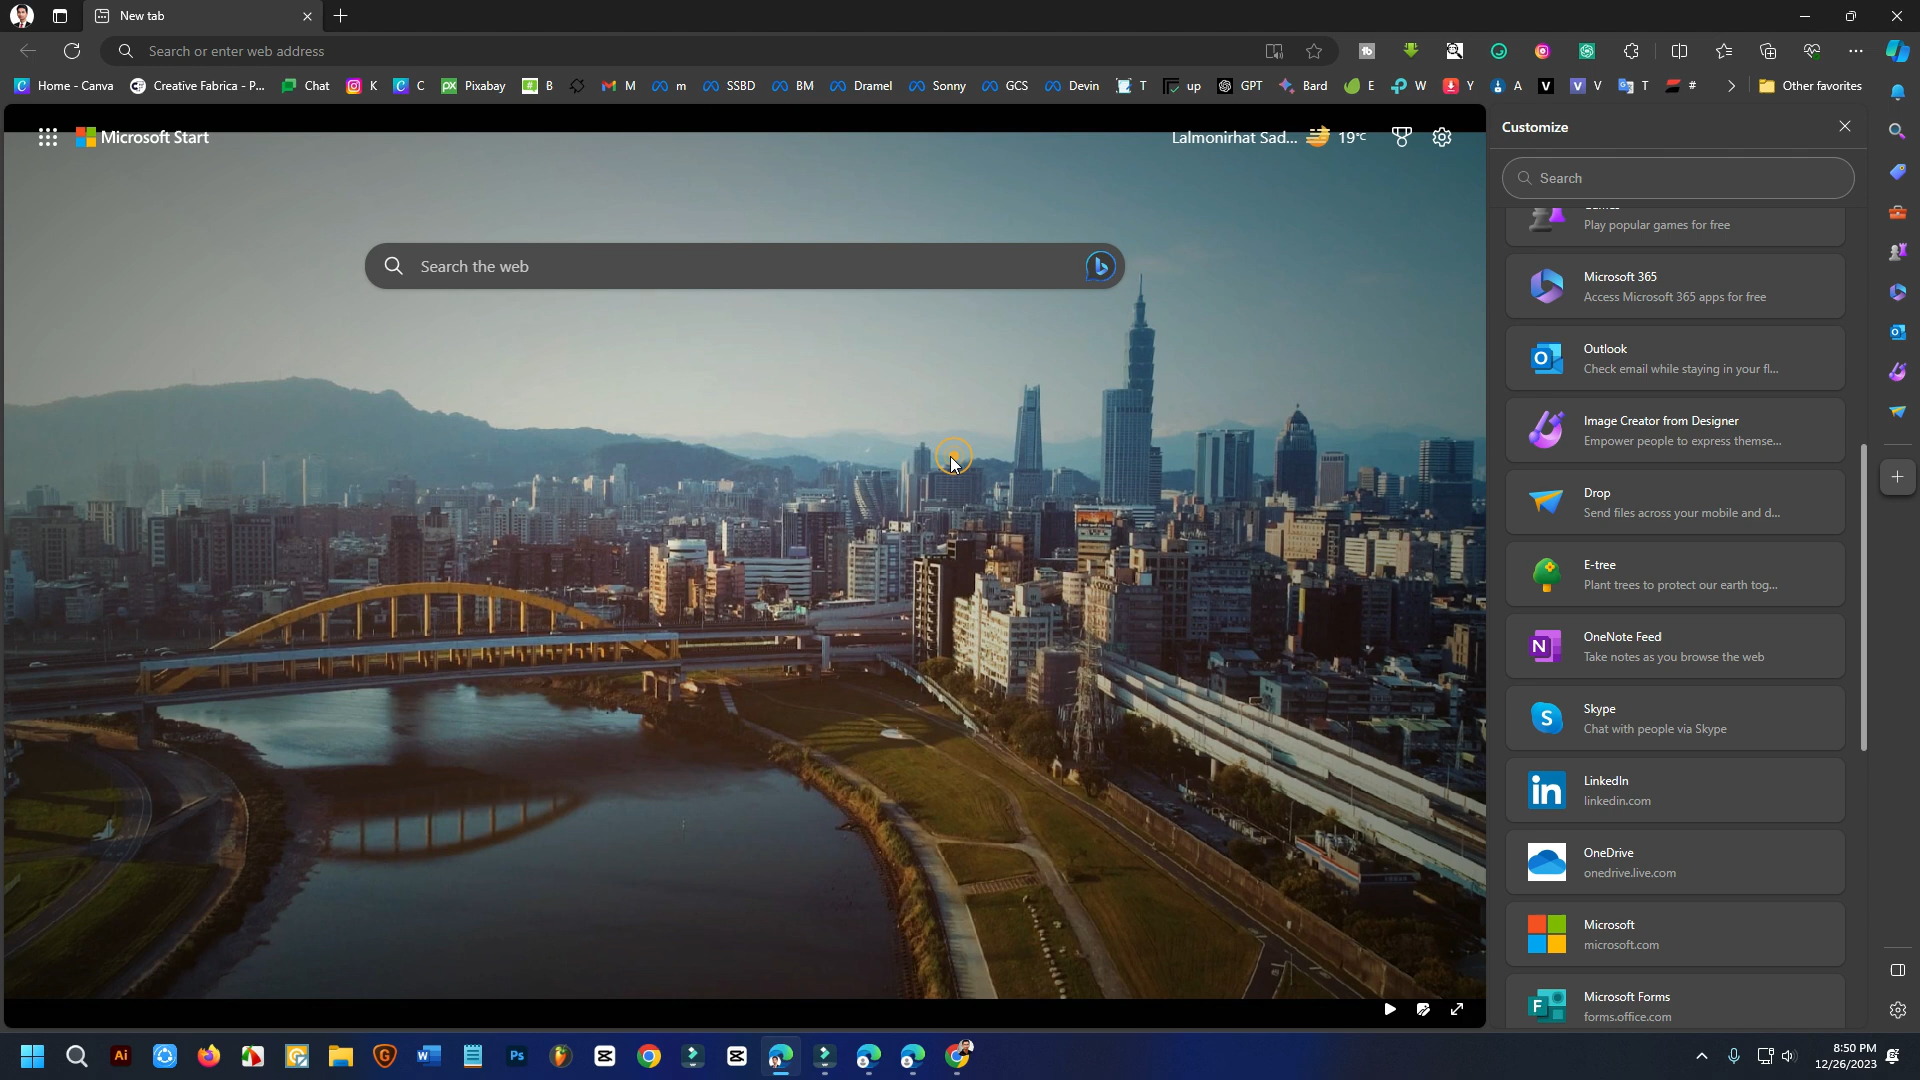 New tab
Search or enter web address
Home - Canva
Creative Fabrica - P...
Chat
K
C
Pixabay
B
M
m
SSBD
BM
Dramel
Sonny
GCS
Devin
T
up
GPT
Bard
E
W
Y
A
V
T
#
Other favorites
Microsoft Start
Lalmonirhat Sad...
19°C
Search the web
Customize
Search
Play popular games for free
Microsoft 365
Access Microsoft 365 apps for free
Outlook
Check email while staying in your fl...
Image Creator from Designer
Empower people to express themse...
Drop
Send files across your mobile and d...
E-tree
Plant trees to protect our earth tog...
OneNote Feed
Take notes as you browse the web
Skype
Chat with people via Skype
LinkedIn
linkedin.com
OneDrive
onedrive.live.com
Microsoft
microsoft.com
Microsoft Forms
forms.office.com
8:50 PM
12/26/2023